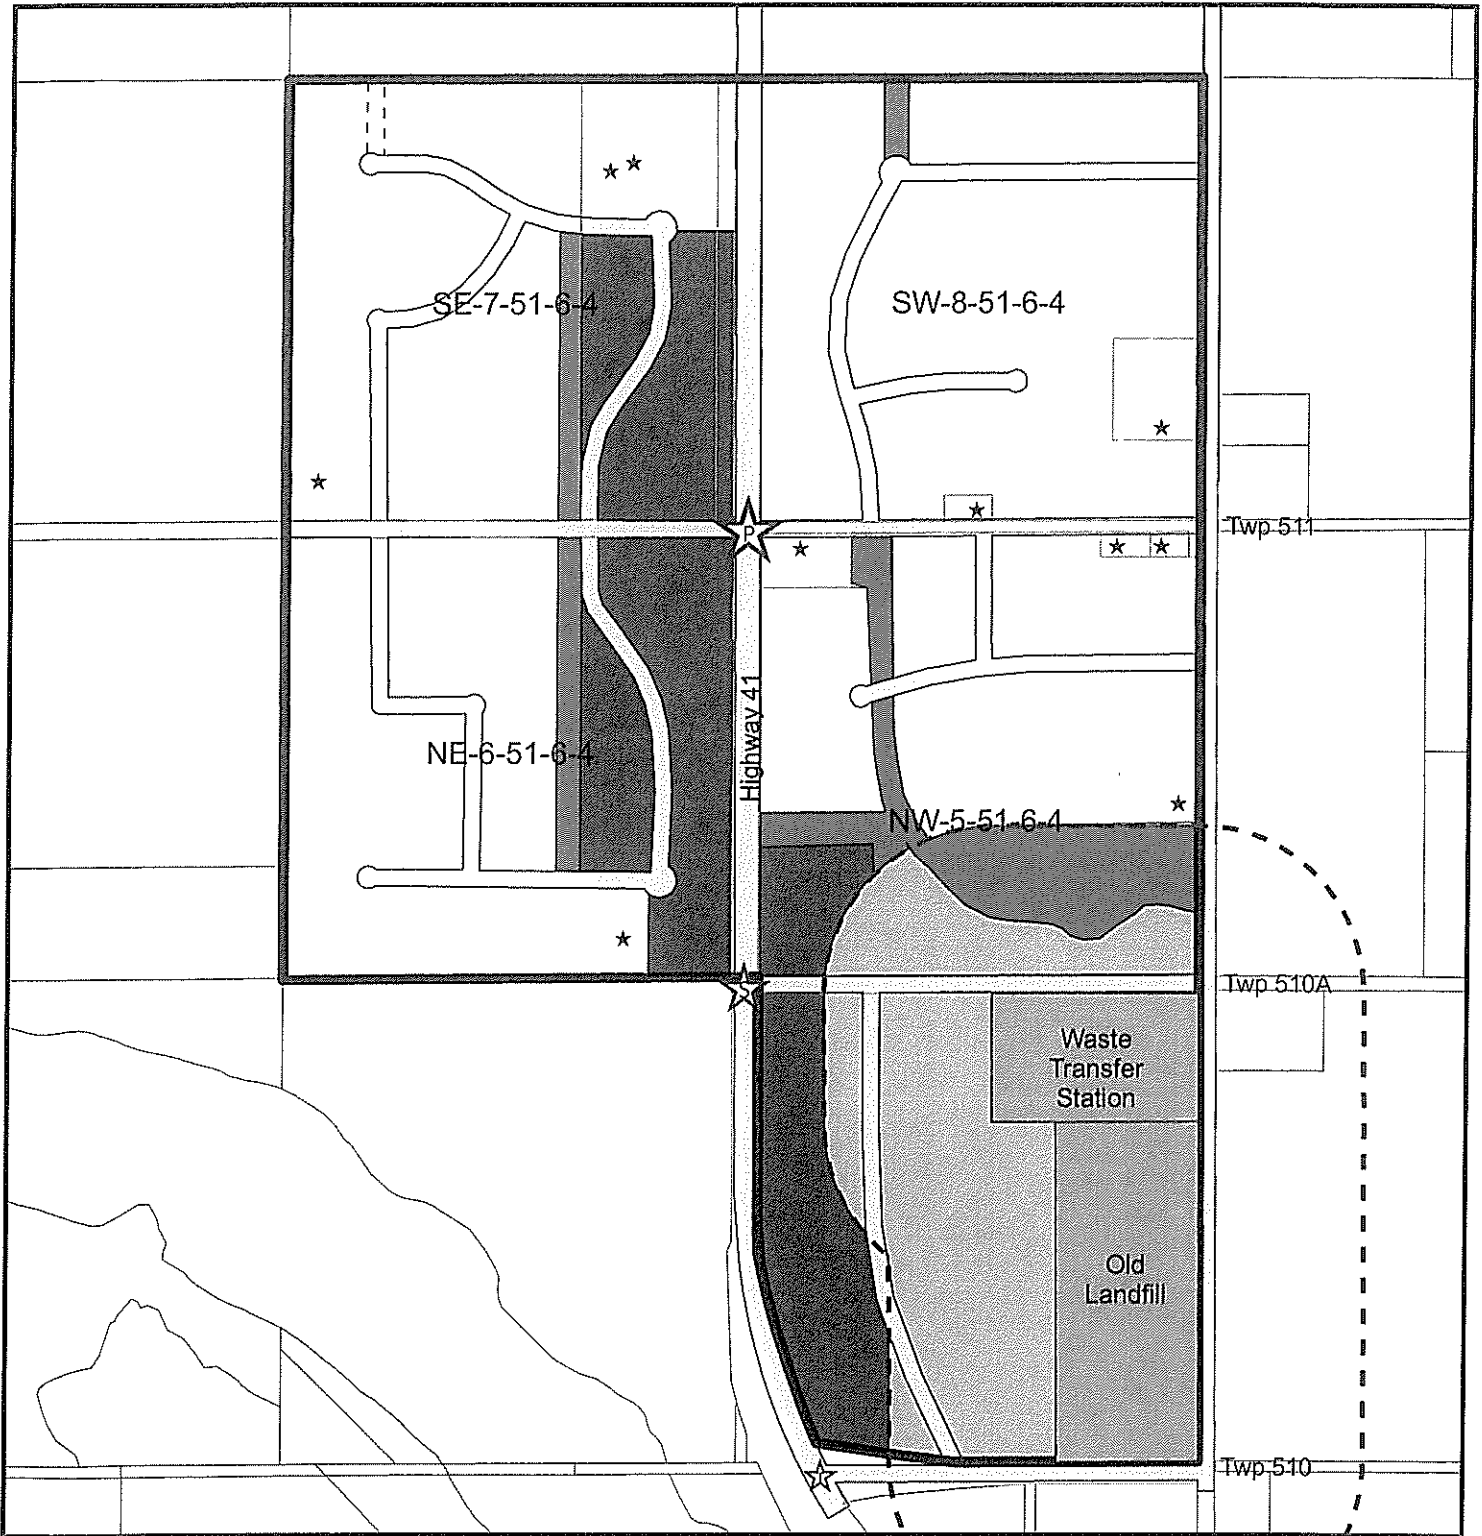 SE-7-51-6-4
SW-8-51-6-4
P
Twp 511
Highway 41
NE-6-51-6-4
NW-5-51-6-4
S
Twp 510A
Waste
Transfer
Station
Old
Landfill
Twp 510